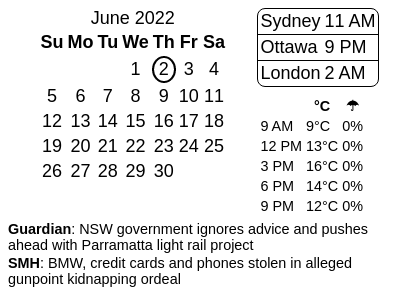 June 2022
Su Mo Tu We Th Fr Sa
1 2 3 4
5 6 7 8 9 10 11
12 13 14 15 16 17 18
19 20 21 22 23 24 25
26 27 28 29 30
Sydney 11 AM
Ottawa 9 PM
London 2 AM
°C ☂
9 AM 9°C 0%
12 PM 13°C 0%
3 PM 16°C 0%
6 PM 14°C 0%
9 PM 12°C 0%
Guardian: NSW government ignores advice and pushes
ahead with Parramatta light rail project
SMH: BMW, credit cards and phones stolen in alleged
gunpoint kidnapping ordeal